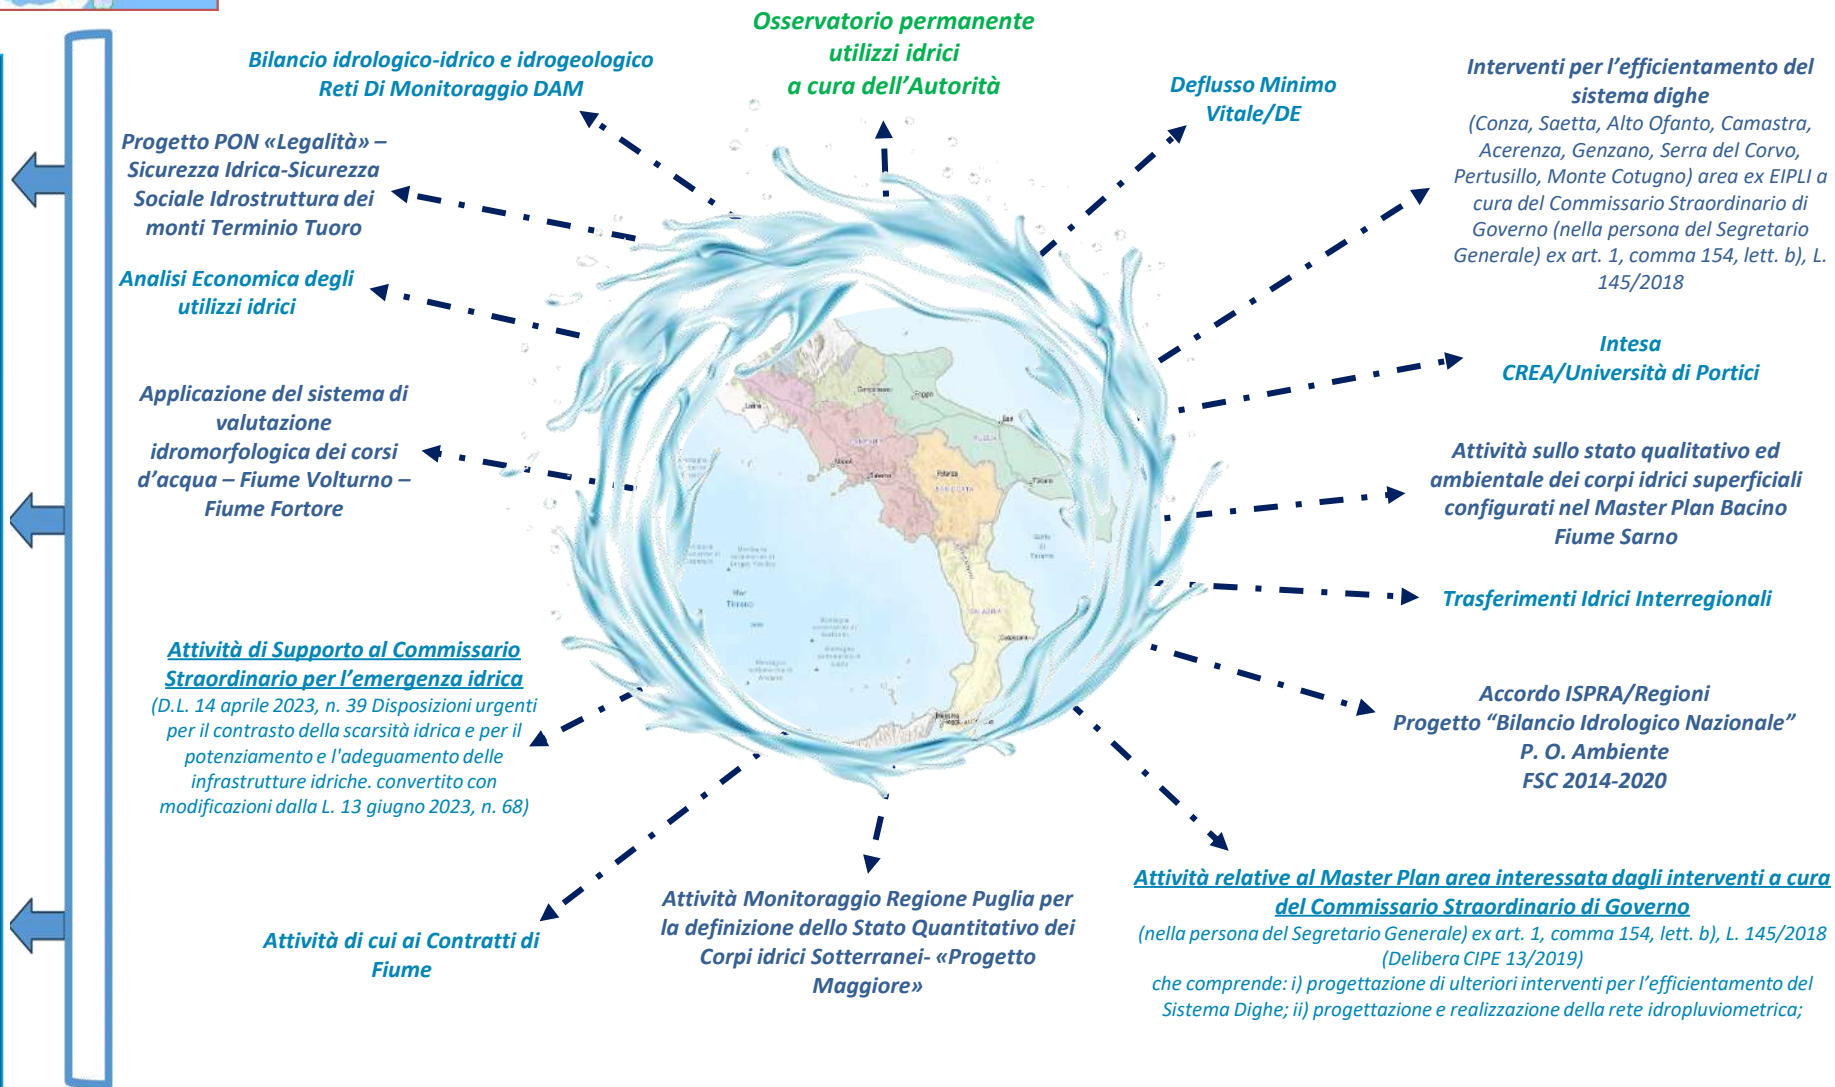 Osservatorio permanente
utilizzi idrici
a cura dell'Autorità
Bilancio idrologico-idrico e idrogeologico
Reti Di Monitoraggio DAM
Progetto PON «Legalità» –
Sicurezza Idrica-Sicurezza
Sociale Idrostruttura dei
monti Terminio Tuoro
Analisi Economica degli
utilizzi idrici
Applicazione del sistema di
valutazione
idromorfologica dei corsi
d'acqua – Fiume Volturno –
Fiume Fortore
Attività di Supporto al Commissario
Straordinario per l'emergenza idrica
(D.L. 14 aprile 2023, n. 39 Disposizioni urgenti
per il contrasto della scarsità idrica e per il
potenziamento e l'adeguamento delle
infrastrutture idriche. convertito con
modificazioni dalla L. 13 giugno 2023, n. 68)
Attività di cui ai Contratti di
Fiume
Attività Monitoraggio Regione Puglia per
la definizione dello Stato Quantitativo dei
Corpi idrici Sotterranei- «Progetto
Maggiore»
Deflusso Minimo
Vitale/DE
Interventi per l'efficientamento del
sistema dighe
(Conza, Saetta, Alto Ofanto, Camastra,
Acerenza, Genzano, Serra del Corvo,
Pertusillo, Monte Cotugno) area ex EIPLI a
cura del Commissario Straordinario di
Governo (nella persona del Segretario
Generale) ex art. 1, comma 154, lett. b), L.
145/2018
Intesa
CREA/Università di Portici
Attività sullo stato qualitativo ed
ambientale dei corpi idrici superficiali
configurati nel Master Plan Bacino
Fiume Sarno
Trasferimenti Idrici Interregionali
Accordo ISPRA/Regioni
Progetto "Bilancio Idrologico Nazionale"
P. O. Ambiente
FSC 2014-2020
Attività relative al Master Plan area interessata dagli interventi a cura
del Commissario Straordinario di Governo
(nella persona del Segretario Generale) ex art. 1, comma 154, lett. b), L. 145/2018
(Delibera CIPE 13/2019)
che comprende: i) progettazione di ulteriori interventi per l'efficientamento del
Sistema Dighe; ii) progettazione e realizzazione della rete idropluviometrica;
Foggia
Napoli
Salerno
Potenza
Mar
Tirreno